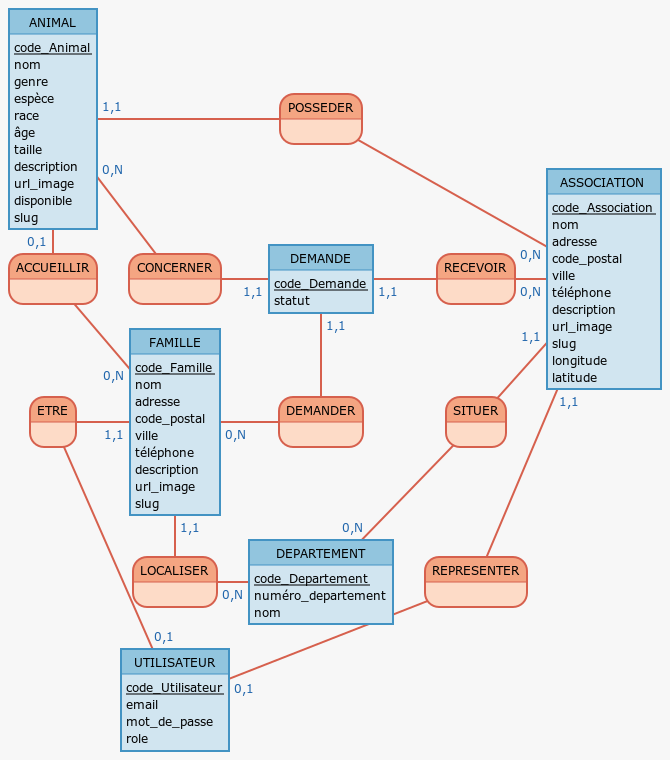 ANIMAL
code_Animal
nom
genre
espèce
race
âge
taille
description
url_image
disponible
slug
1,1
POSSEDER
0,N
ASSOCIATION
code_Association
nom
adresse
code_postal
ville
téléphone
description
url_image
slug
longitude
latitude
0,N
0,1
ACCUEILLIR
CONCERNER
1,1
DEMANDE
code_Demande
statut
1,1
RECEVOIR
0,N
1,1
1,1
0,N
FAMILLE
code_Famille
nom
adresse
code_postal
ville
téléphone
description
url_image
slug
ETRE
1,1
0,N
DEMANDER
SITUER
1,1
1,1
0,N
LOCALISER
0,N
DEPARTEMENT
code_Departement
numéro_departement
nom
REPRESENTER
0,1
UTILISATEUR
code_Utilisateur
email
mot_de_passe
role
0,1